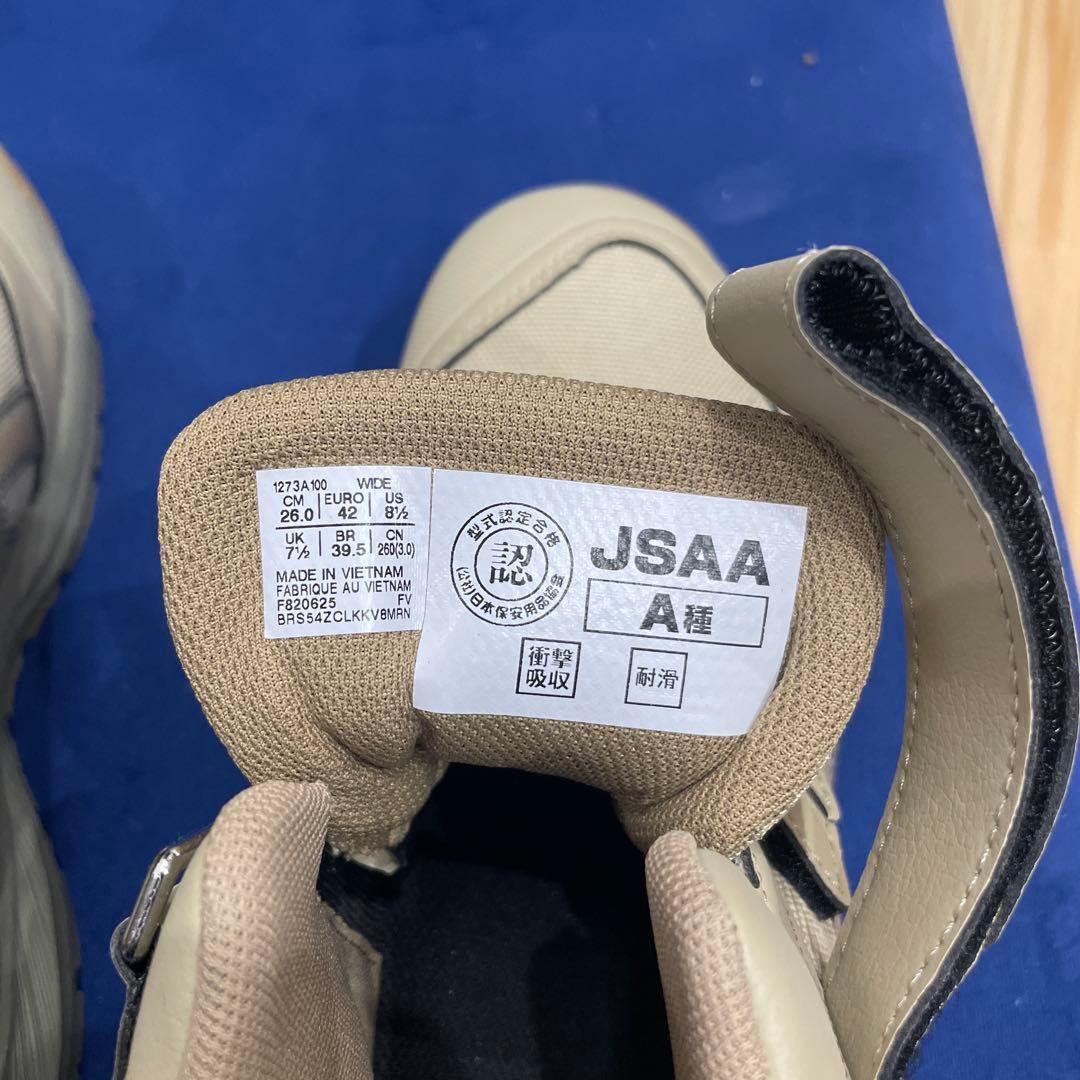 1273A100 WIDE
CM EURO US
26.0 42 8½
UK BR CN
7½ 39.5 260(3.0)
MADE IN VIETNAM
FABRIQUE AU VIETNAM
F820625 FV
BRS54ZCLKKV8MRN
型式認定合格
認
(公社)日本保安用品協会
JSAA
A種
衝撃
吸収
耐滑